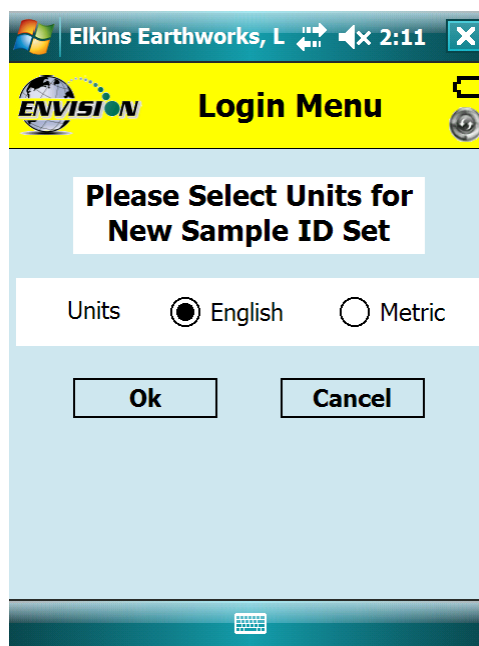 Elkins Earthworks, L 2:11
ENVISION Login Menu
Please Select Units for
New Sample ID Set
Units English Metric
Ok Cancel